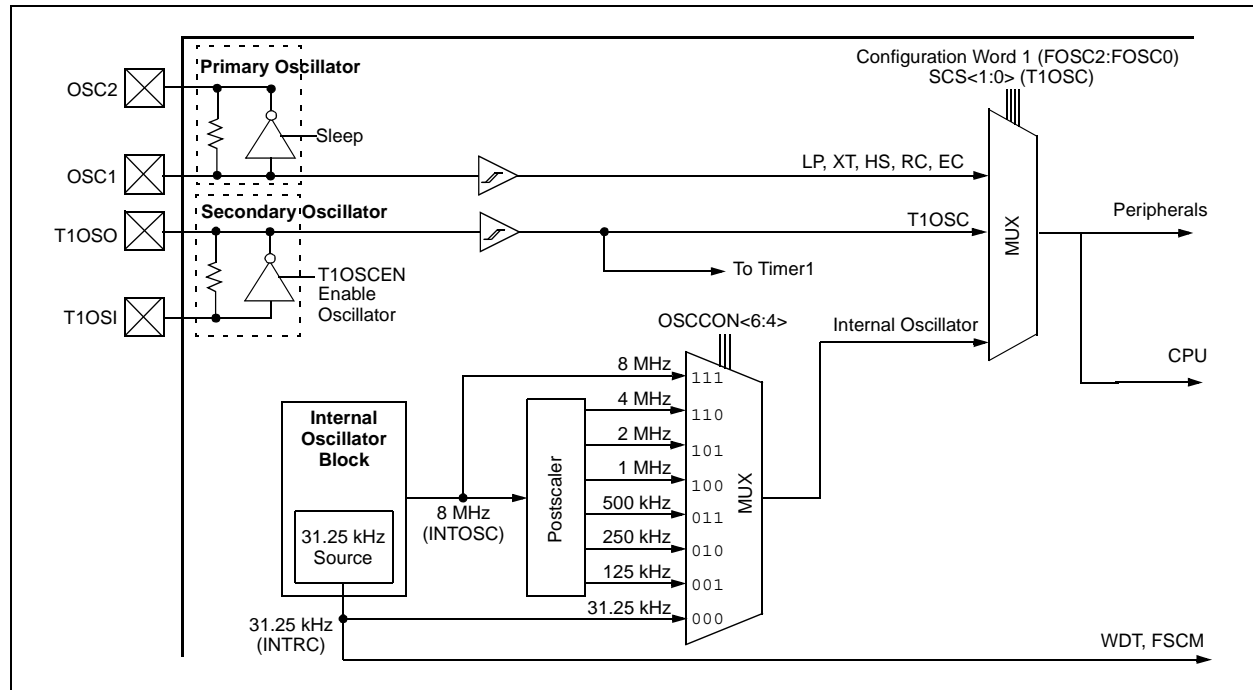 Configuration Word 1 (FOSC2:FOSC0)
SCS<1:0> (T1OSC)
Primary Oscillator
OSC2
Sleep
OSC1
LP, XT, HS, RC, EC
Secondary Oscillator
T1OSO
T1OSC
Peripherals
MUX
To Timer1
T1OSCEN
Enable
Oscillator
T1OSI
OSCCON<6:4>
Internal Oscillator
CPU
8 MHz
111
4 MHz
110
Internal
Oscillator
Block
2 MHz
101
1 MHz
100
MUX
Postscaler
8 MHz
(INTOSC)
500 kHz
011
31.25 kHz
Source
250 kHz
010
125 kHz
001
31.25 kHz
000
31.25 kHz
(INTRC)
WDT, FSCM